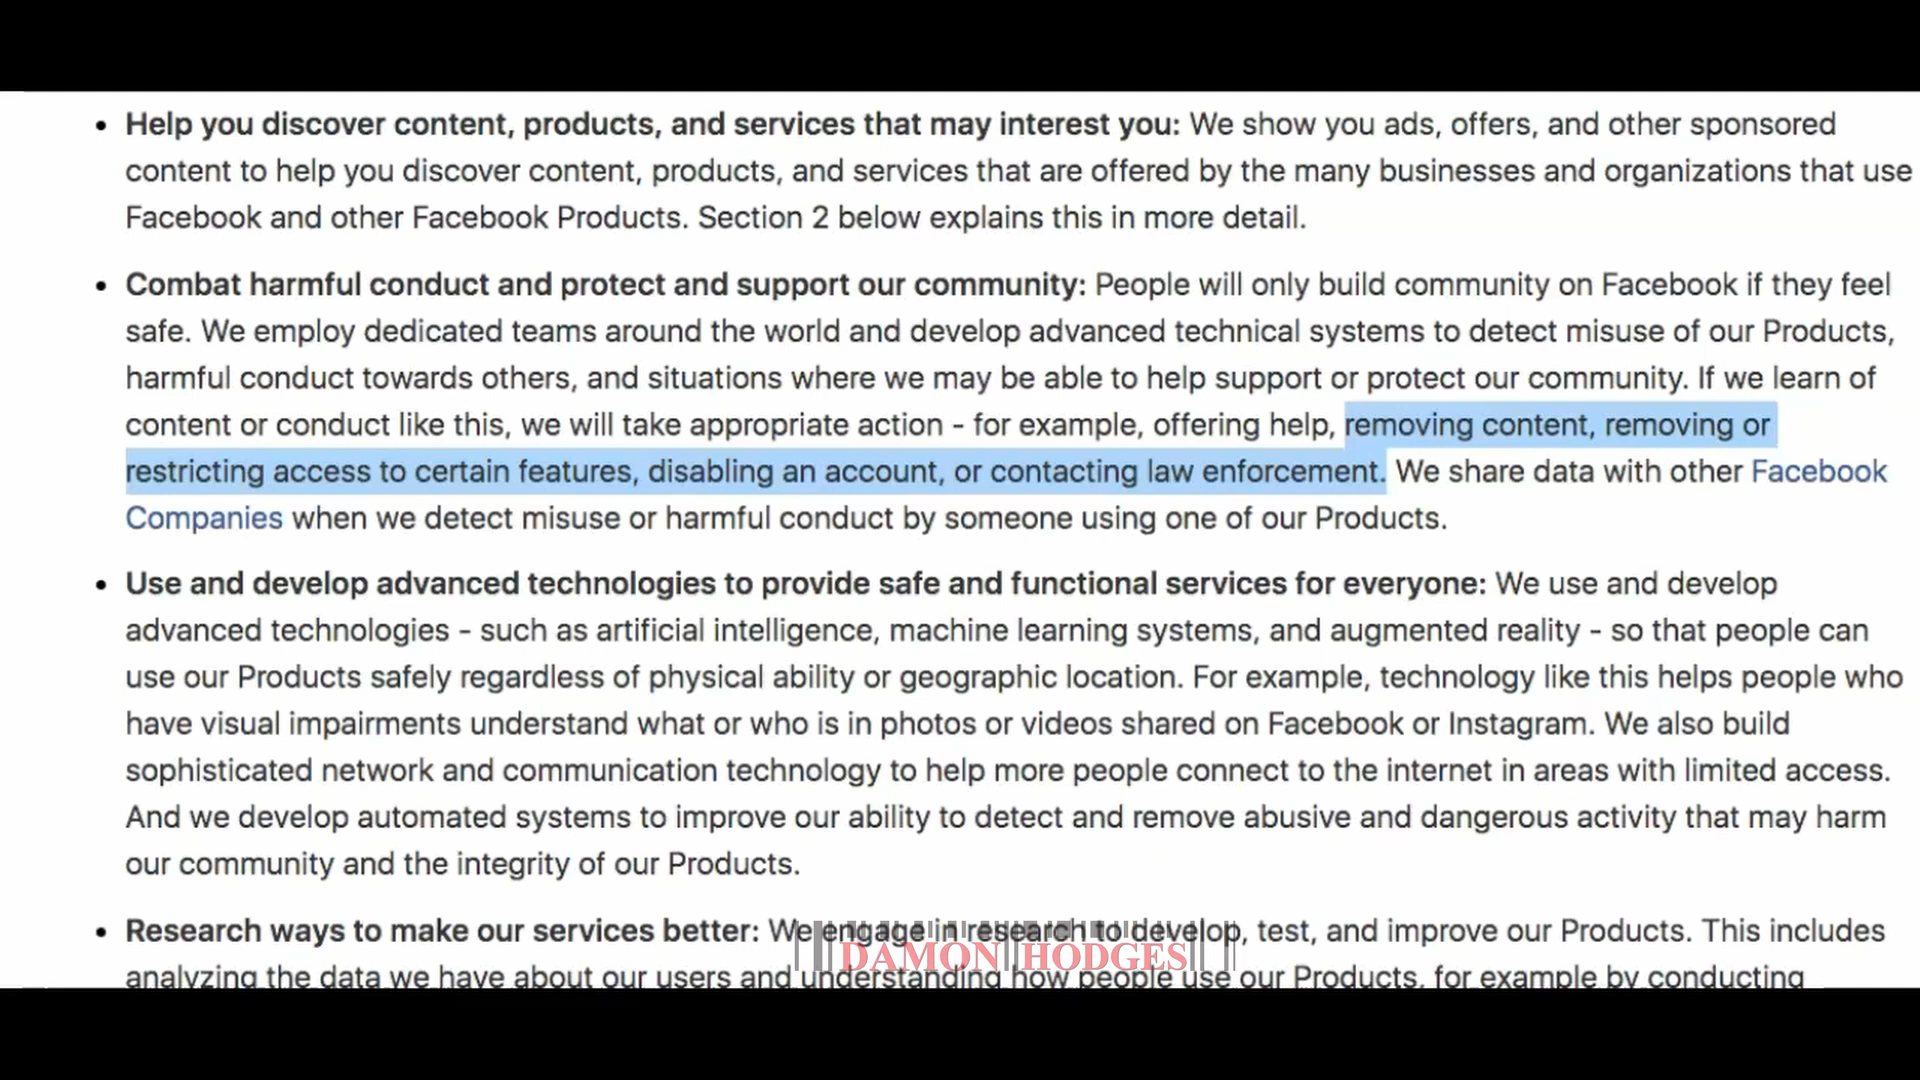 • Help you discover content, products, and services that may interest you: We show you ads, offers, and other sponsored
content to help you discover content, products, and services that are offered by the many businesses and organizations that use
Facebook and other Facebook Products. Section 2 below explains this in more detail.
• Combat harmful conduct and protect and support our community: People will only build community on Facebook if they feel
safe. We employ dedicated teams around the world and develop advanced technical systems to detect misuse of our Products,
harmful conduct towards others, and situations where we may be able to help support or protect our community. If we learn of
content or conduct like this, we will take appropriate action - for example, offering help, removing content, removing or
restricting access to certain features, disabling an account, or contacting law enforcement. We share data with other Facebook
Companies when we detect misuse or harmful conduct by someone using one of our Products.
• Use and develop advanced technologies to provide safe and functional services for everyone: We use and develop
advanced technologies - such as artificial intelligence, machine learning systems, and augmented reality - so that people can
use our Products safely regardless of physical ability or geographic location. For example, technology like this helps people who
have visual impairments understand what or who is in photos or videos shared on Facebook or Instagram. We also build
sophisticated network and communication technology to help more people connect to the internet in areas with limited access.
And we develop automated systems to improve our ability to detect and remove abusive and dangerous activity that may harm
our community and the integrity of our Products.
• Research ways to make our services better: We engage in research to develop, test, and improve our Products. This includes
DAMON HODGES
analyzing the data we have about our users and understanding how people use our Products, for example by conducting